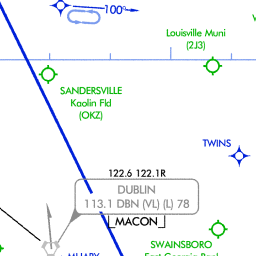 100°
Louisville Muni
(2J3)
SANDERSVILLE
Kaolin Fld
(OKZ)
TWINS
122.6 122.1R
DUBLIN
113.1 DBN (VL) (L) 78
MACON
SWAINSBORO